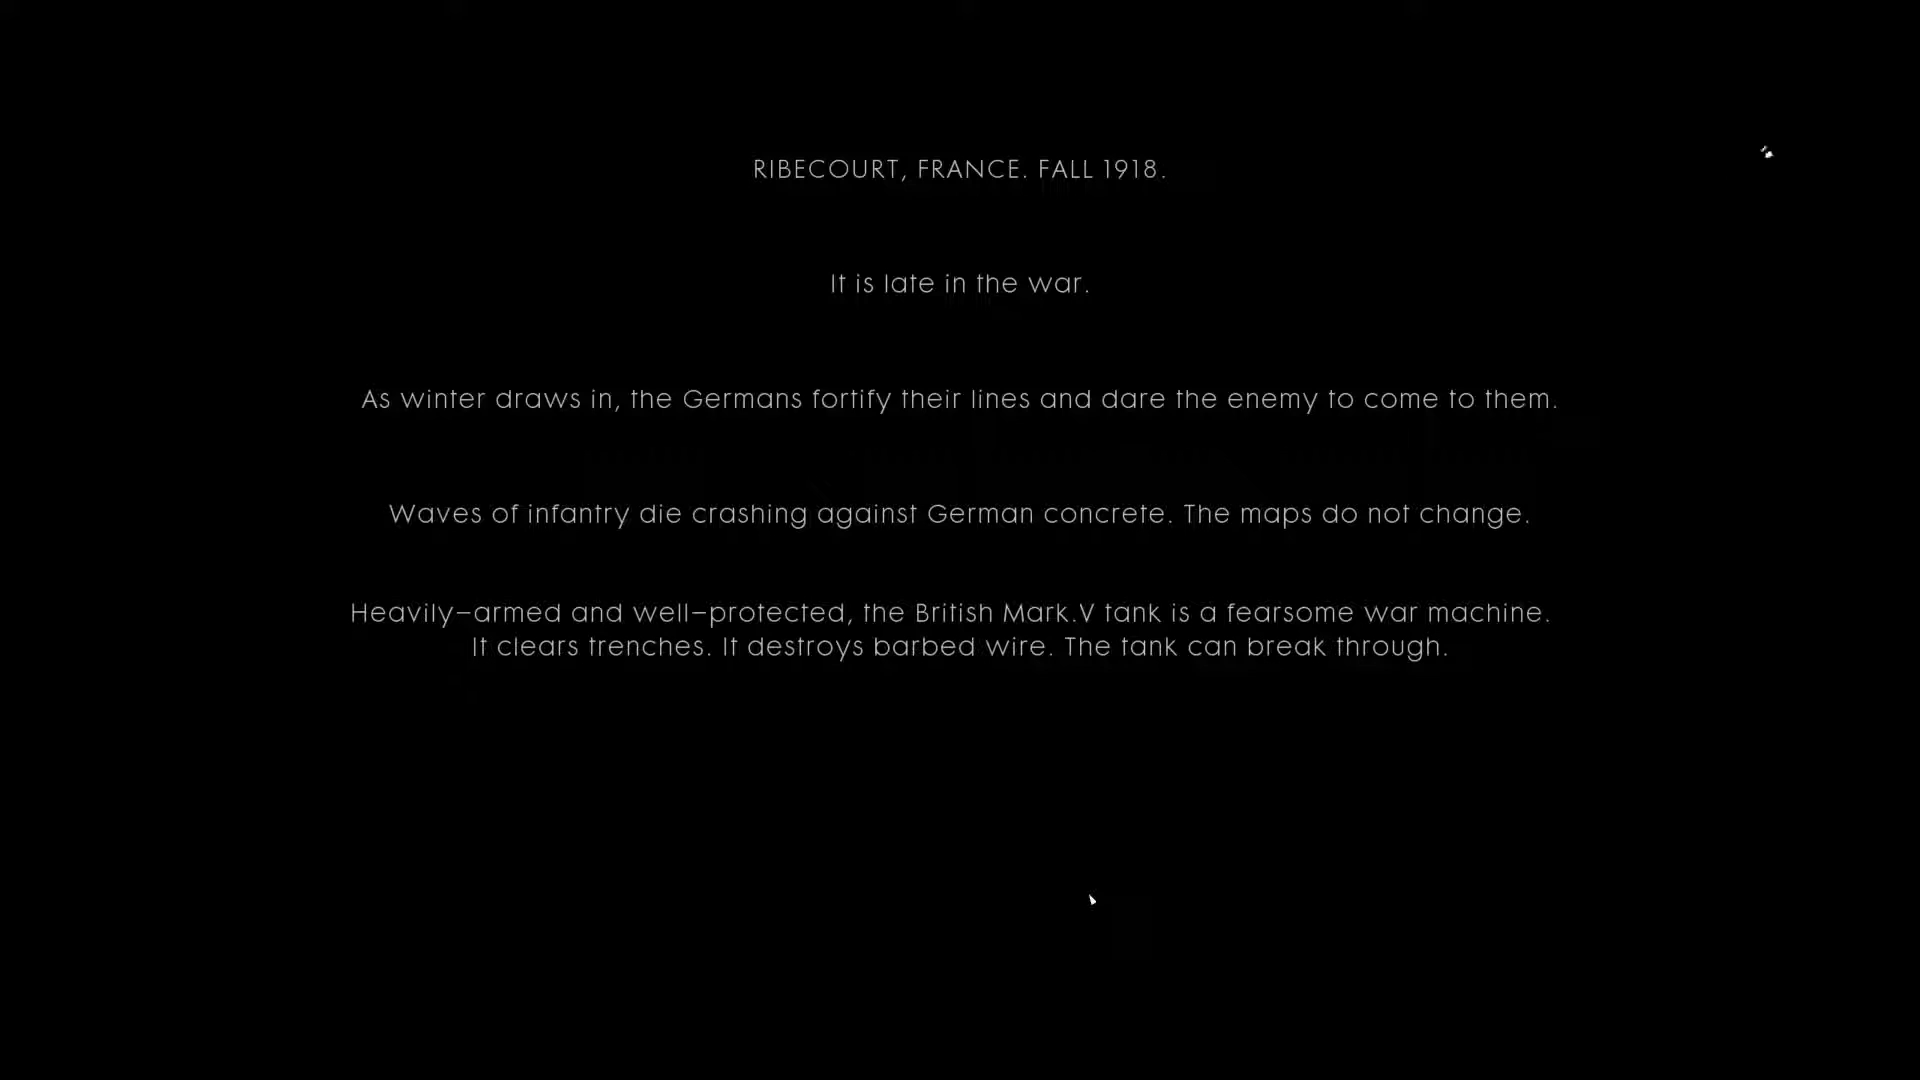 RIBECOURT, FRANCE. FALL 1918.
It is late in the war.
As winter draws in, the Germans fortify their lines and dare the enemy to come to them.
Waves of infantry die crashing against German concrete. The maps do not change.
Heavily-armed and well-protected, the British Mark.V tank is a fearsome war machine.
It clears trenches. It destroys barbed wire. The tank can break through.